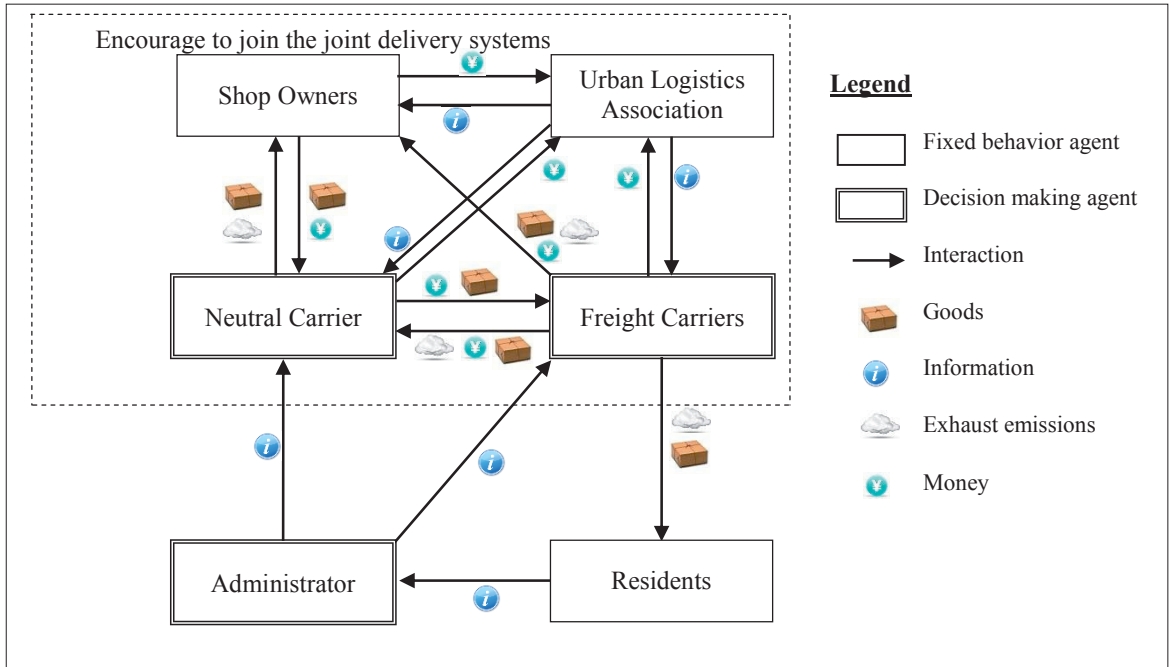 Encourage to join the joint delivery systems
Shop Owners
Urban Logistics
Association
Neutral Carrier
Freight Carriers
Administrator
Residents
Legend
Fixed behavior agent
Decision making agent
Interaction
Goods
Information
Exhaust emissions
Money